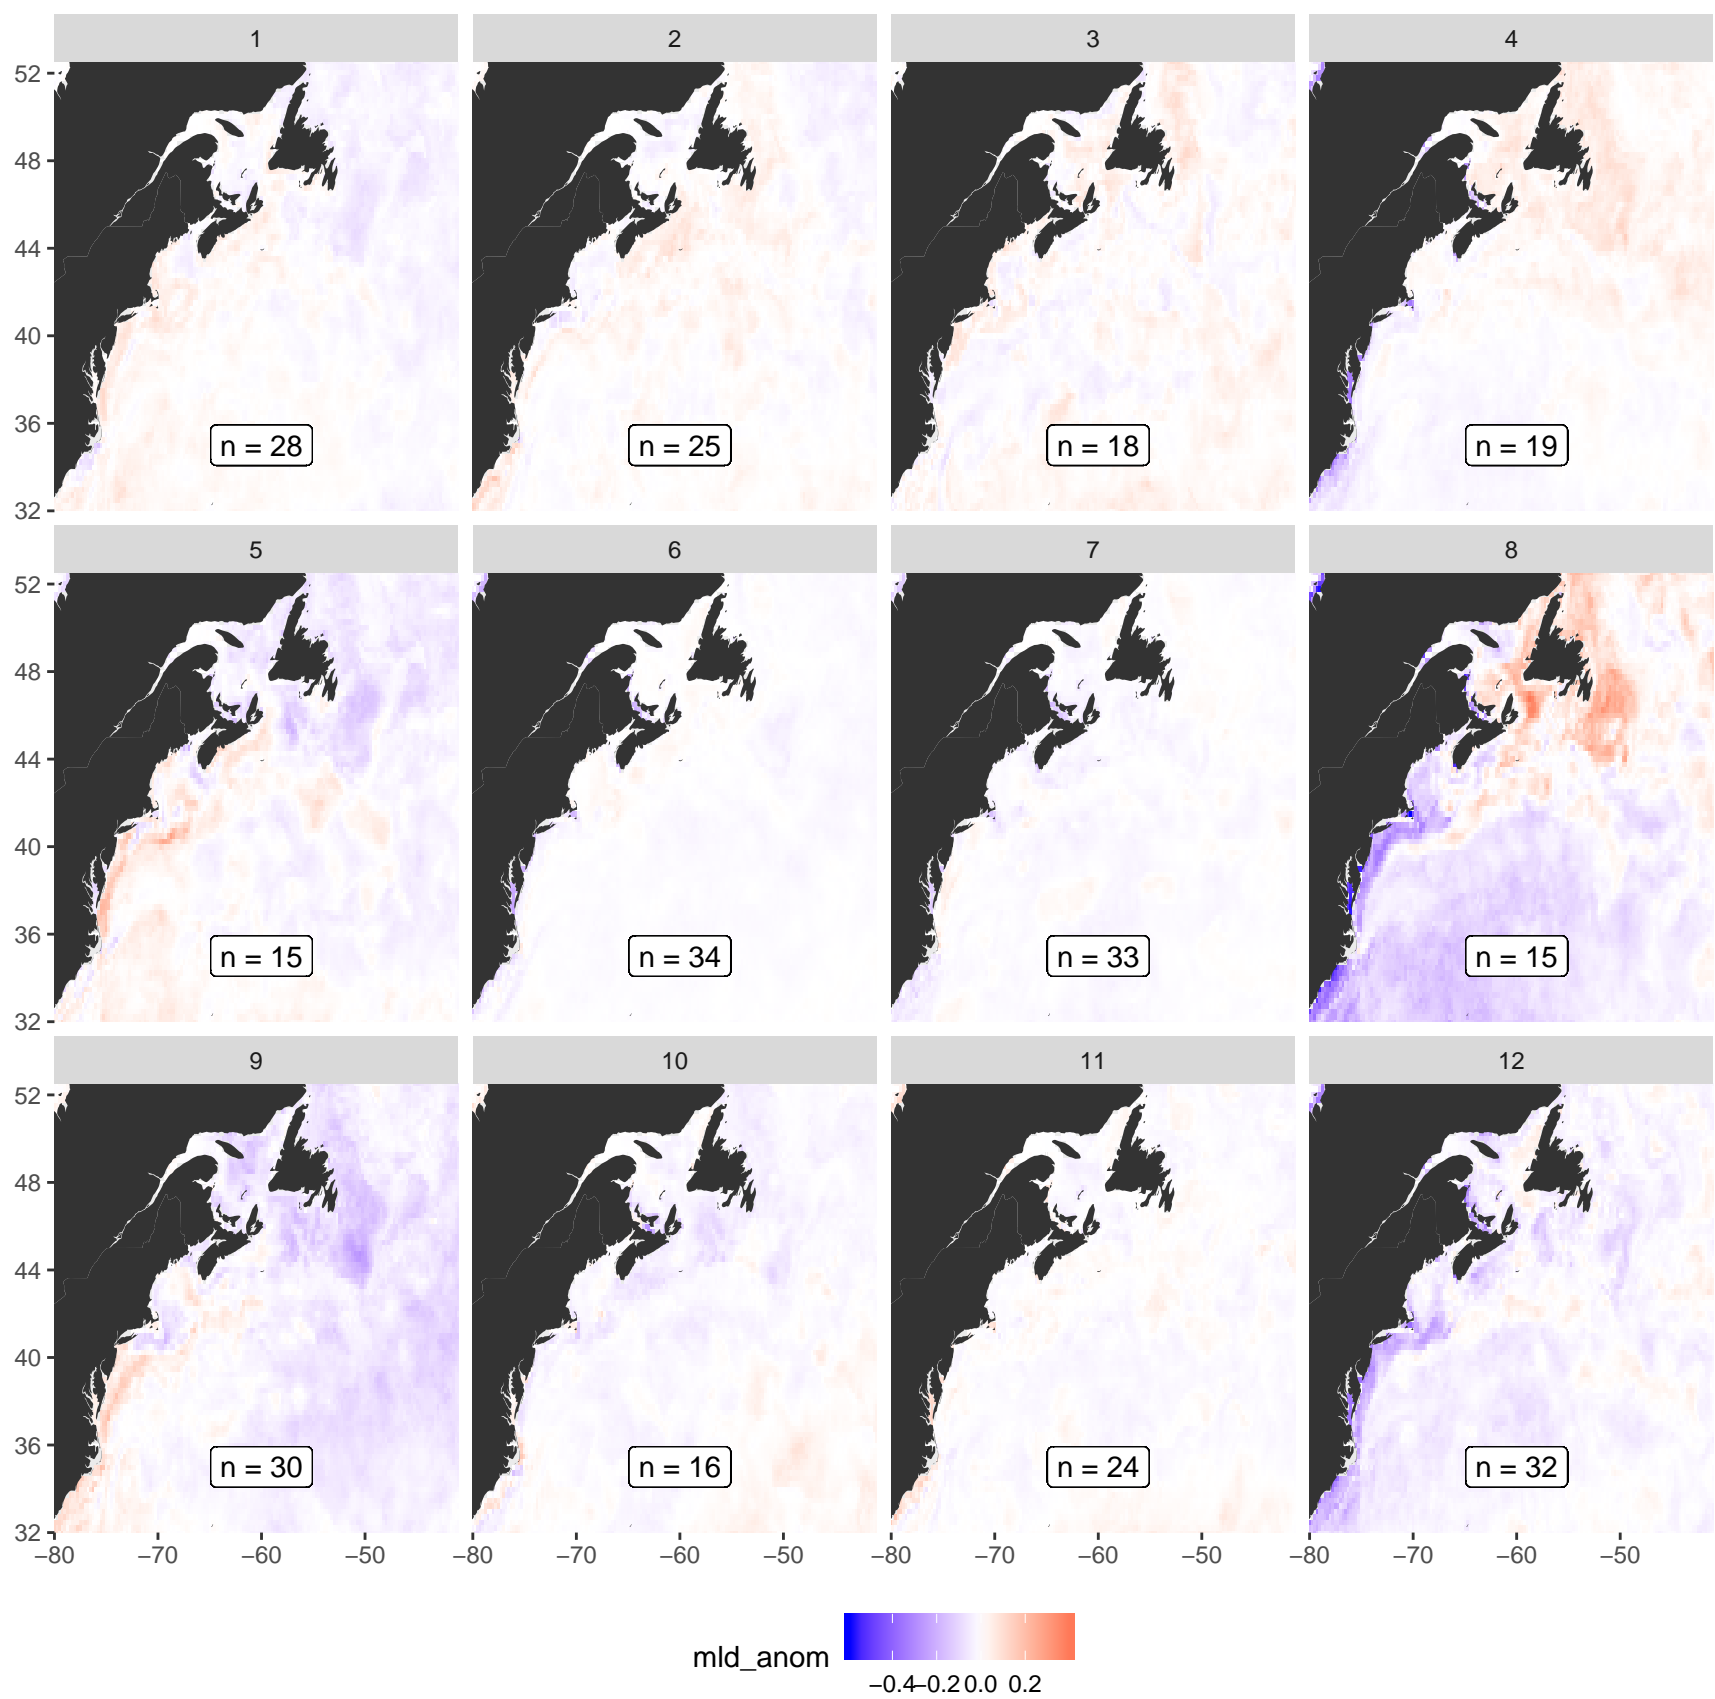 1 2 3 4
52
48
44
40
36
32
n = 28 n = 25 n = 18 n = 19
5 6 7 8
52
48
44
40
36
32
n = 15 n = 34 n = 33 n = 15
9 10 11 12
52
48
44
40
36
32
n = 30 n = 16 n = 24 n = 32
−80 −70 −60 −50 −80 −70 −60 −50 −80 −70 −60 −50 −80 −70 −60 −50
mld_anom
−0.4 −0.2 0.0 0.2